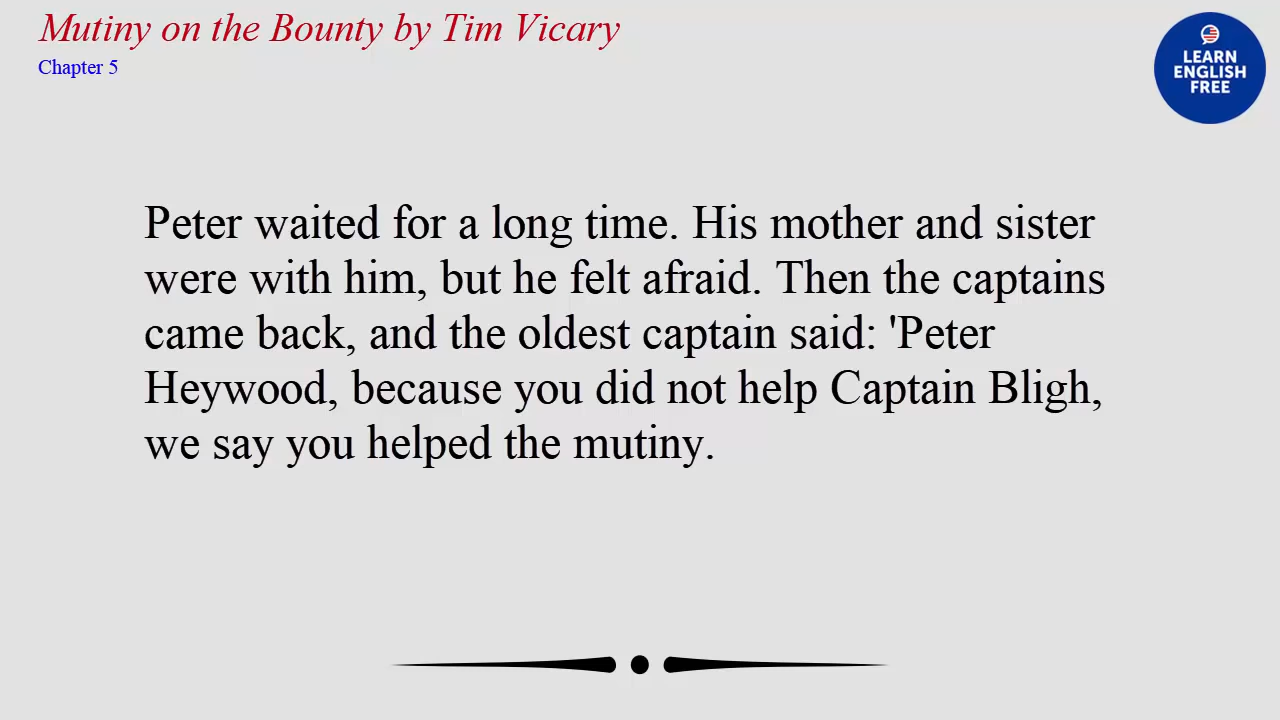 Mutiny on the Bounty by Tim Vicary
Chapter 5
LEARN
ENGLISH
FREE
Peter waited for a long time. His mother and sister
were with him, but he felt afraid. Then the captains
came back, and the oldest captain said: 'Peter
Heywood, because you did not help Captain Bligh,
we say you helped the mutiny.